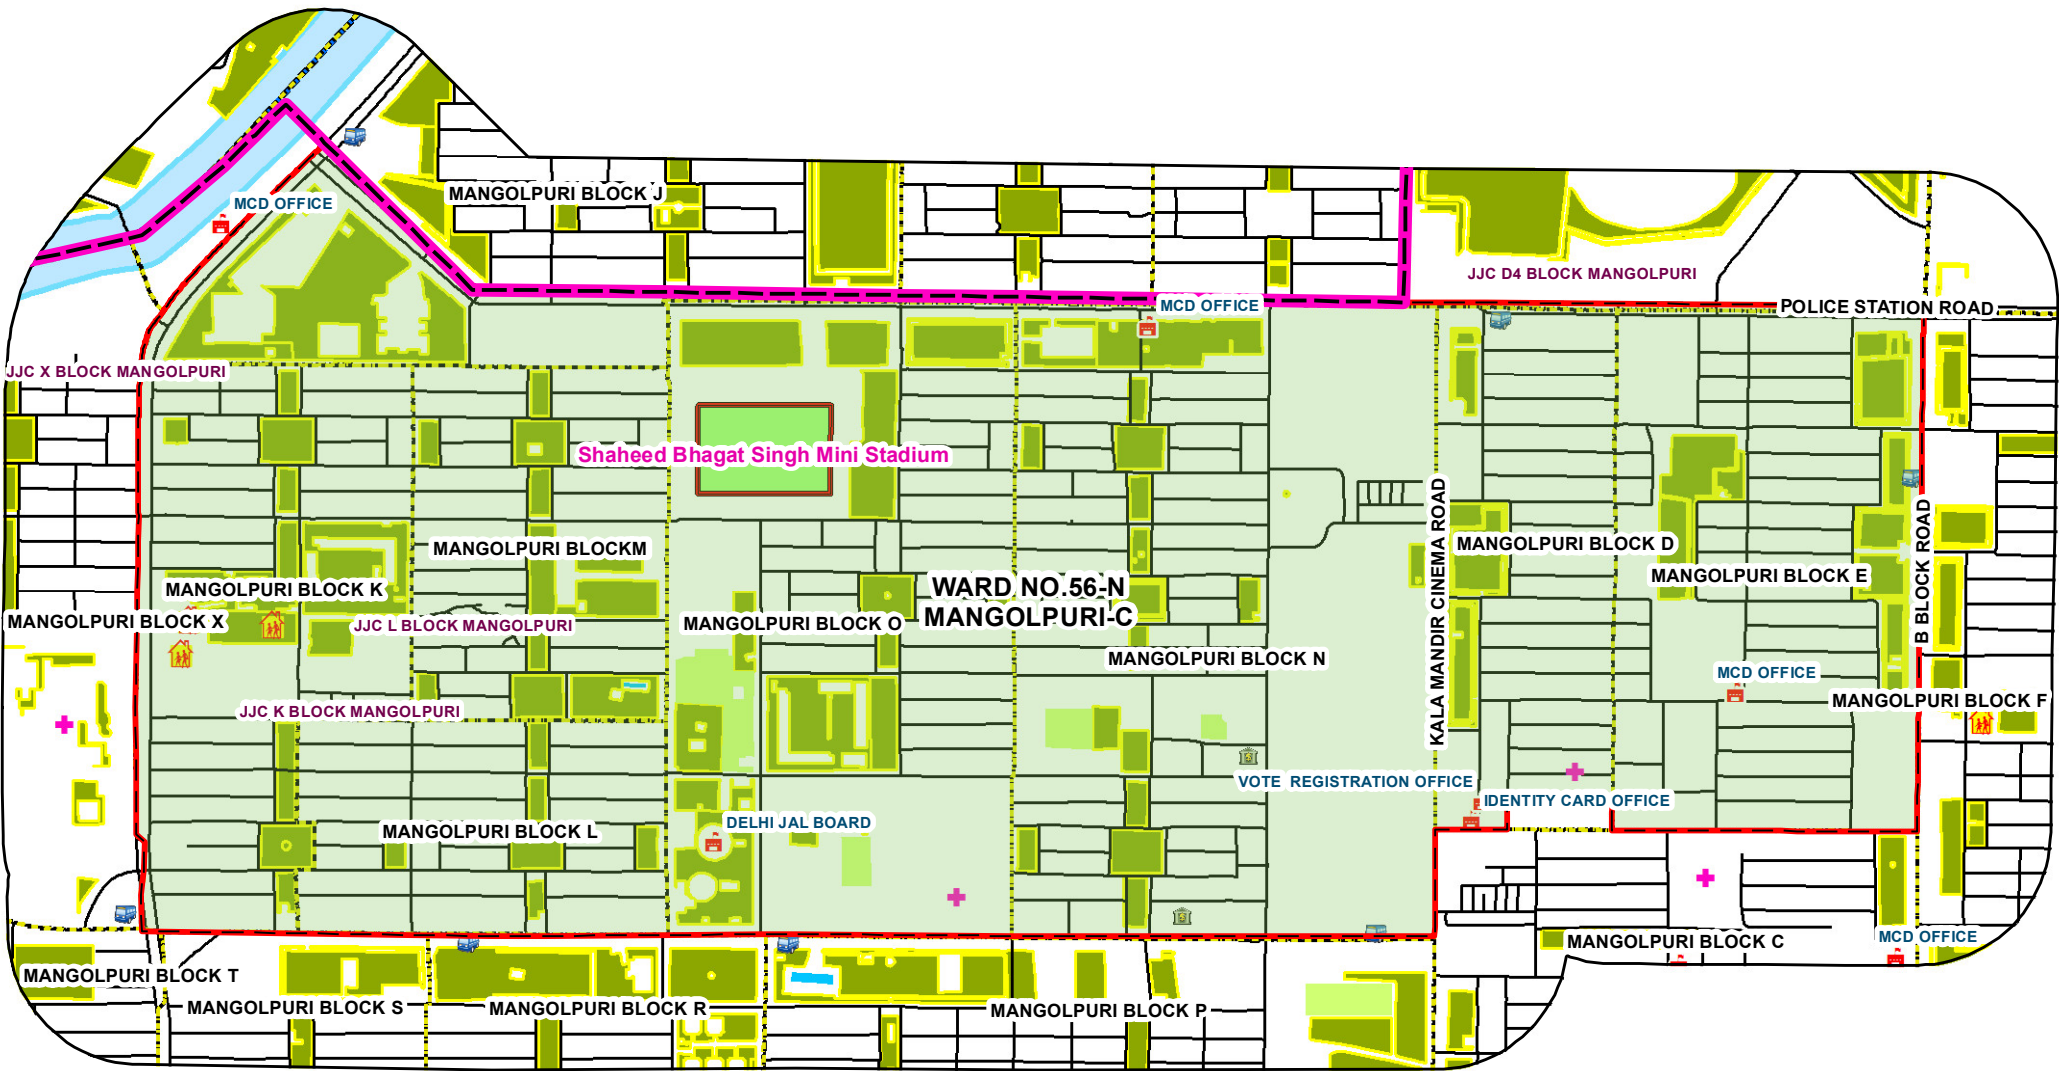 MANGOLPURI BLOCK J
MCD OFFICE
JJC D4 BLOCK MANGOLPURI
MCD OFFICE
POLICE STATION ROAD
JJC X BLOCK MANGOLPURI
Shaheed Bhagat Singh Mini Stadium
KALA MANDIR CINEMA ROAD
B BLOCK ROAD
MANGOLPURI BLOCKM
MANGOLPURI BLOCK D
MANGOLPURI BLOCK E
MANGOLPURI BLOCK K
WARD NO.56-N
MANGOLPURI-C
MANGOLPURI BLOCK X
JJC L BLOCK MANGOLPURI
MANGOLPURI BLOCK O
MANGOLPURI BLOCK N
MCD OFFICE
MANGOLPURI BLOCK F
JJC K BLOCK MANGOLPURI
VOTE REGISTRATION OFFICE
IDENTITY CARD OFFICE
DELHI JAL BOARD
MANGOLPURI BLOCK L
MCD OFFICE
MANGOLPURI BLOCK C
MANGOLPURI BLOCK T
MANGOLPURI BLOCK S
MANGOLPURI BLOCK R
MANGOLPURI BLOCK P